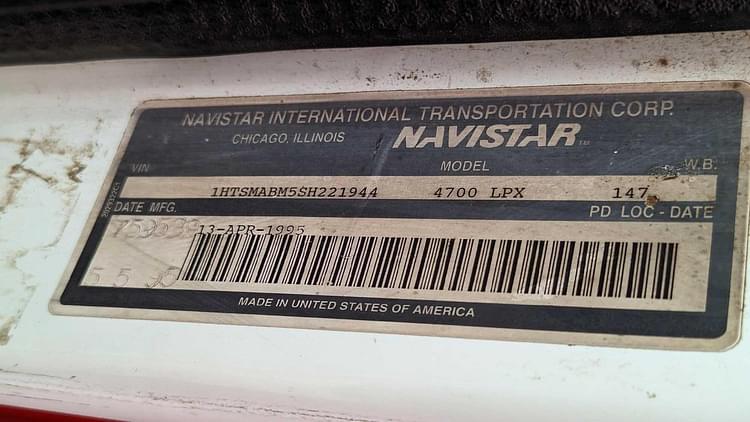 NAVISTAR INTERNATIONAL TRANSPORTATION CORP.
CHICAGO, ILLINOIS NAVISTAR
VIN MODEL W.B.
1HTSMABM5SH221944 4700 LPX 147
DATE MFG. PD LOC - DATE
13-APR-1995
MADE IN UNITED STATES OF AMERICA